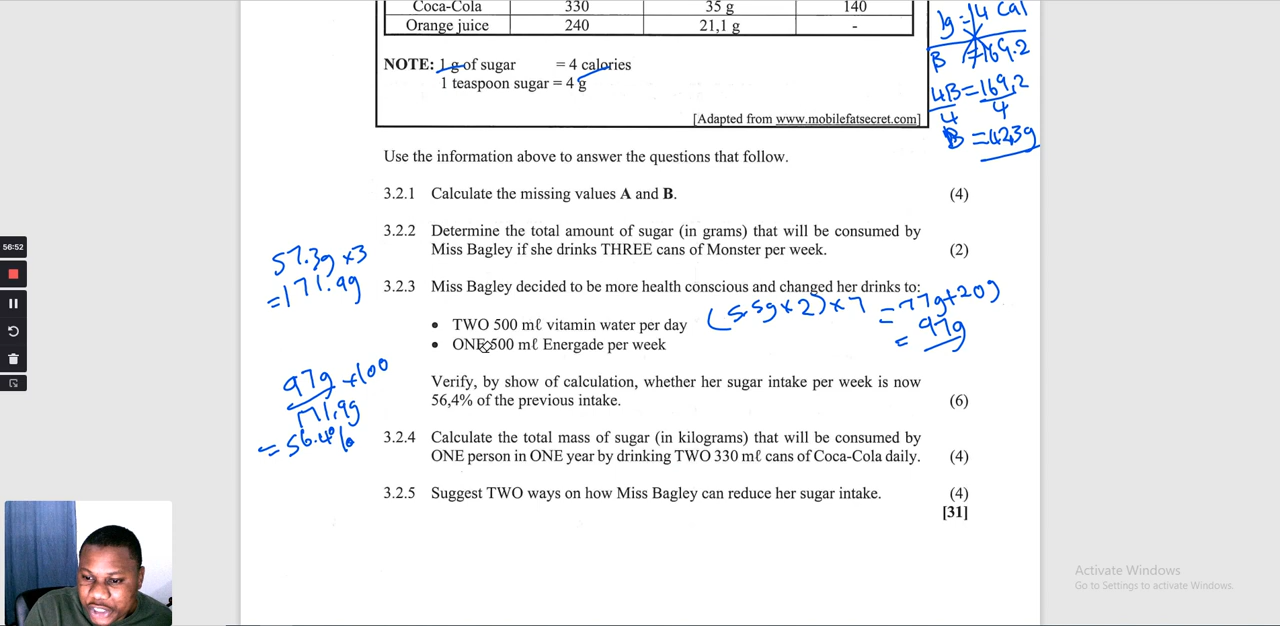 Coca-Cola 330 35 g 140
Orange juice 240 21,1 g -
NOTE: 1 g of sugar = 4 calories
1 teaspoon sugar = 4 g
[Adapted from www.mobilefatsecret.com]
1g = 4 Cal
B 169.2
4B = 169,2
4 4
B = 42.3g
Use the information above to answer the questions that follow.
3.2.1 Calculate the missing values A and B. (4)
3.2.2 Determine the total amount of sugar (in grams) that will be consumed by
Miss Bagley if she drinks THREE cans of Monster per week. (2)
57.3g x 3
= 171.9g
3.2.3 Miss Bagley decided to be more health conscious and changed her drinks to:
• TWO 500 mℓ vitamin water per day
• ONE 500 mℓ Energade per week
(5.5g x 2) x 7 = 77g + 20g
= 97g
Verify, by show of calculation, whether her sugar intake per week is now
56,4% of the previous intake. (6)
97g x 100
171.9g
= 56.4%
3.2.4 Calculate the total mass of sugar (in kilograms) that will be consumed by
ONE person in ONE year by drinking TWO 330 mℓ cans of Coca-Cola daily. (4)
3.2.5 Suggest TWO ways on how Miss Bagley can reduce her sugar intake. (4)
[31]
56:52
Activate Windows
Go to Settings to activate Windows.